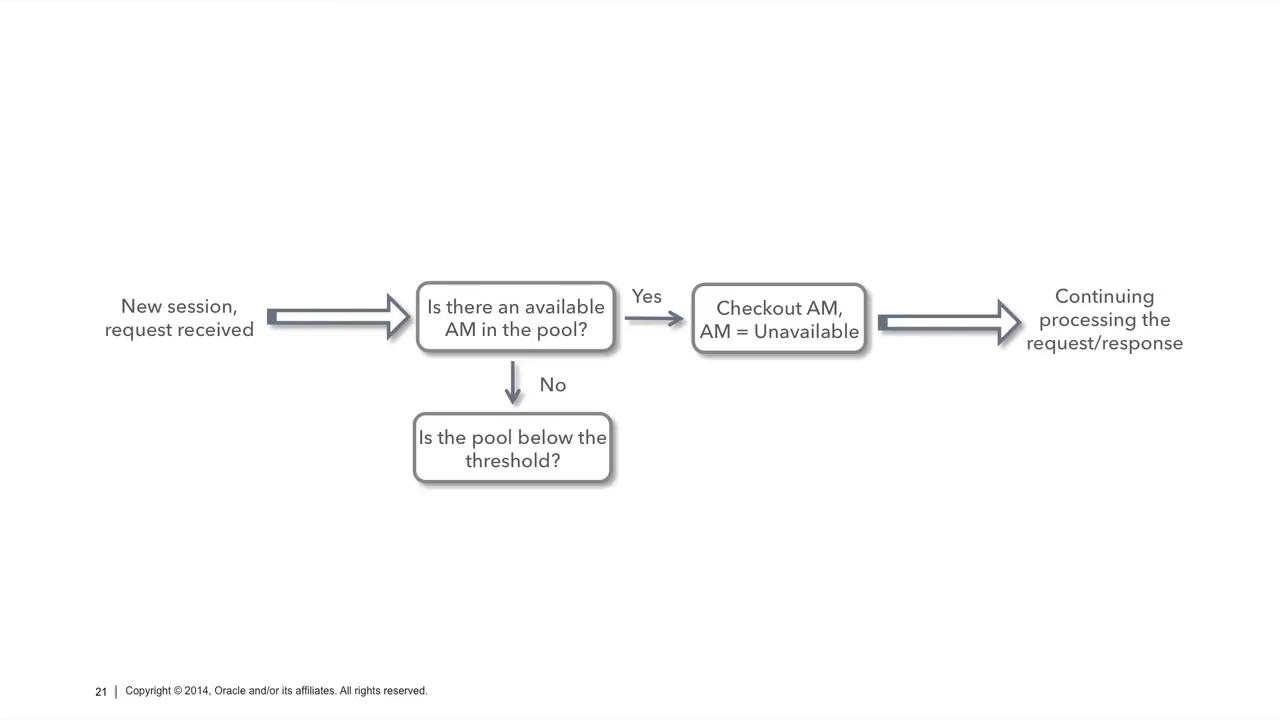 New session,
request received
Is there an available
AM in the pool?
Yes
Checkout AM,
AM = Unavailable
Continuing
processing the
request/response
No
Is the pool below the
threshold?
21 | Copyright © 2014, Oracle and/or its affiliates. All rights reserved.